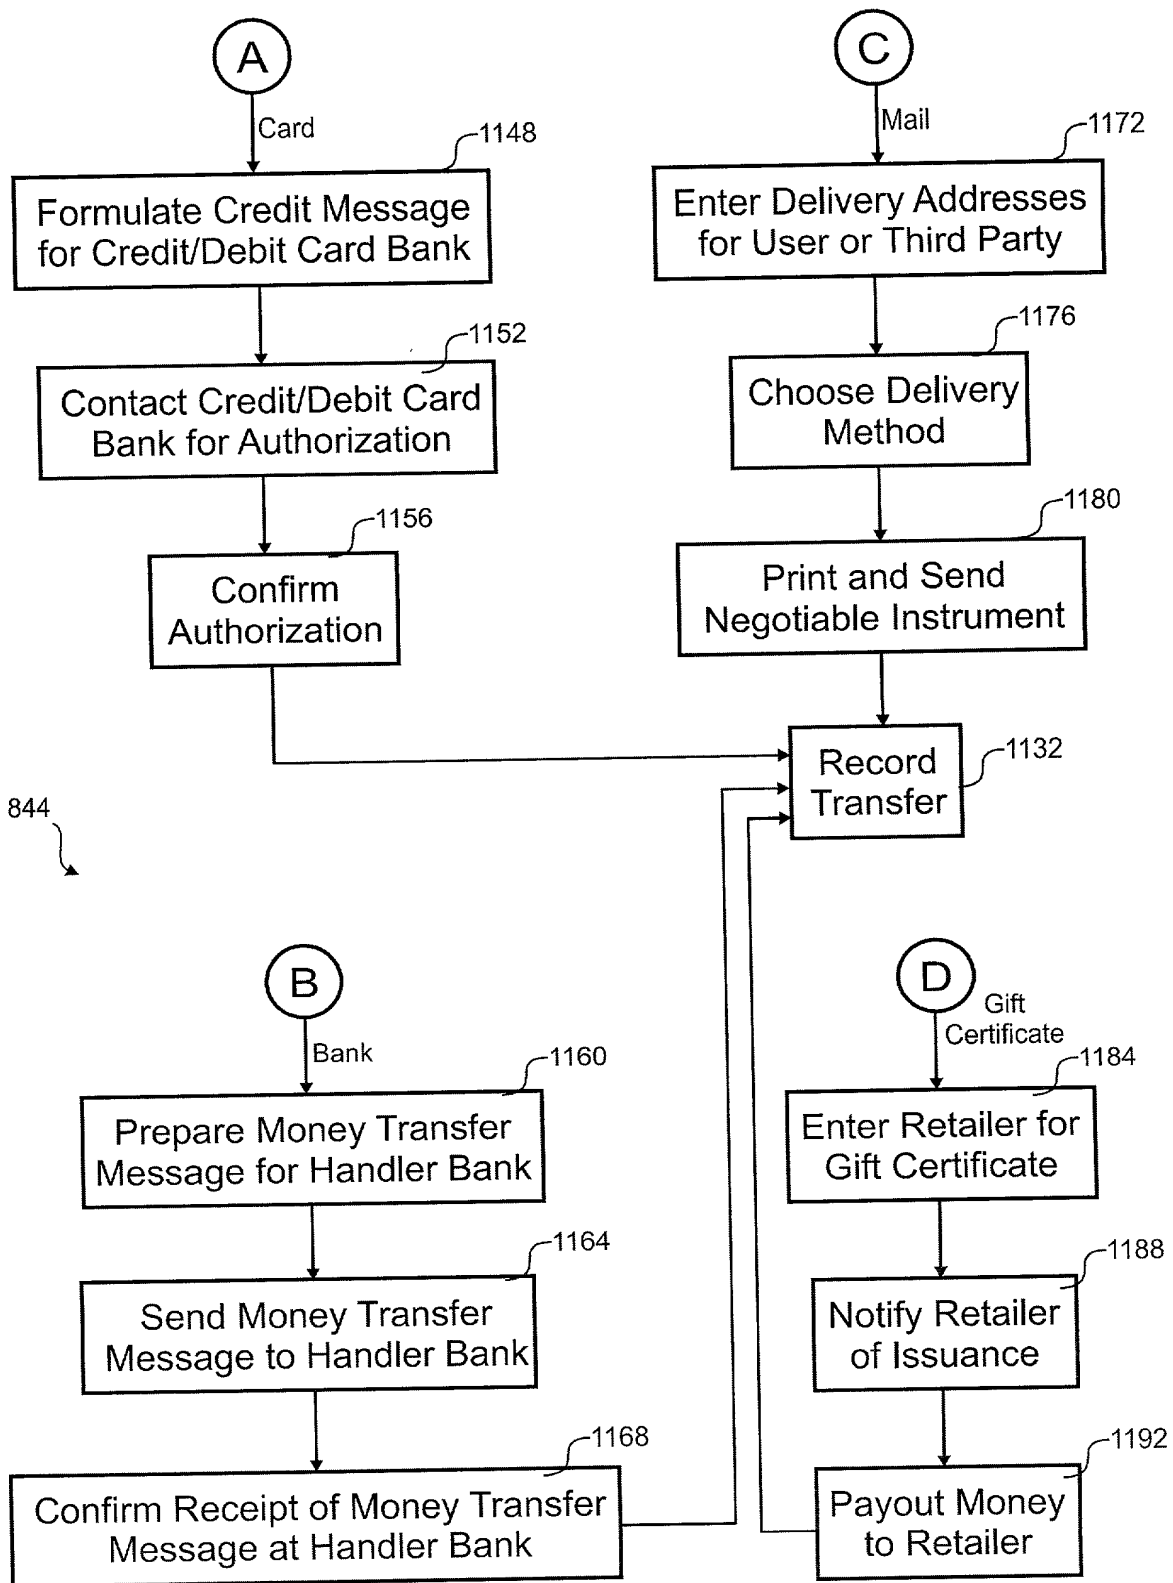 A
Card
1148
Formulate Credit Message
for Credit/Debit Card Bank
1152
Contact Credit/Debit Card
Bank for Authorization
1156
Confirm
Authorization
C
Mail
1172
Enter Delivery Addresses
for User or Third Party
1176
Choose Delivery
Method
1180
Print and Send
Negotiable Instrument
Record
Transfer
1132
844
B
Bank
1160
Prepare Money Transfer
Message for Handler Bank
1164
Send Money Transfer
Message to Handler Bank
1168
Confirm Receipt of Money Transfer
Message at Handler Bank
D
Gift
Certificate
1184
Enter Retailer for
Gift Certificate
1188
Notify Retailer
of Issuance
1192
Payout Money
to Retailer